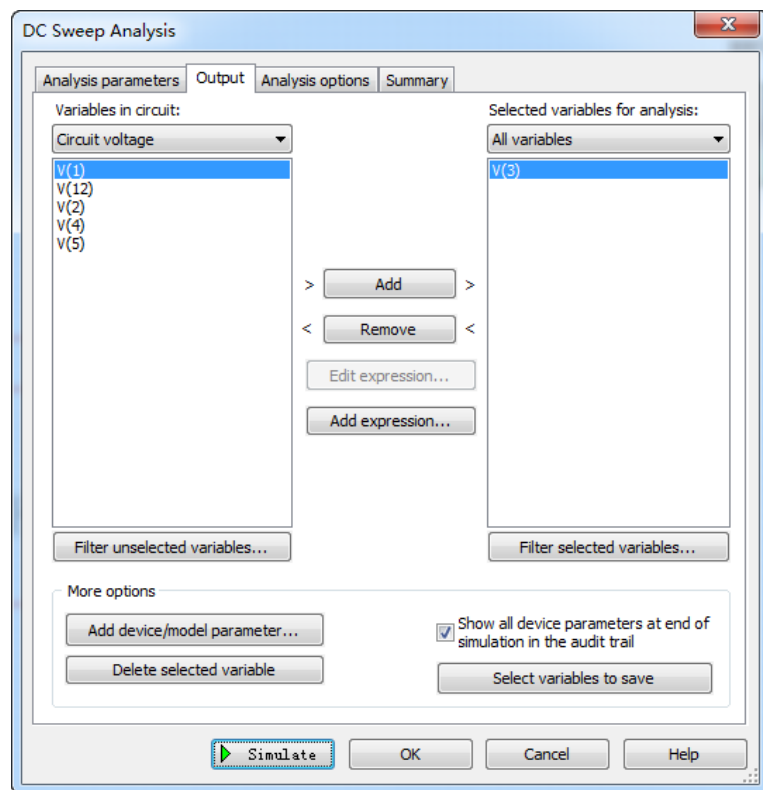 DC Sweep Analysis
Analysis parameters Output Analysis options Summary
Variables in circuit:
Selected variables for analysis:
Circuit voltage
All variables
V(1)
V(12)
V(2)
V(4)
V(5)
V(3)
> Add >
< Remove <
Edit expression...
Add expression...
Filter unselected variables...
Filter selected variables...
More options
Add device/model parameter...
Delete selected variable
Show all device parameters at end of
simulation in the audit trail
Select variables to save
Simulate OK Cancel Help